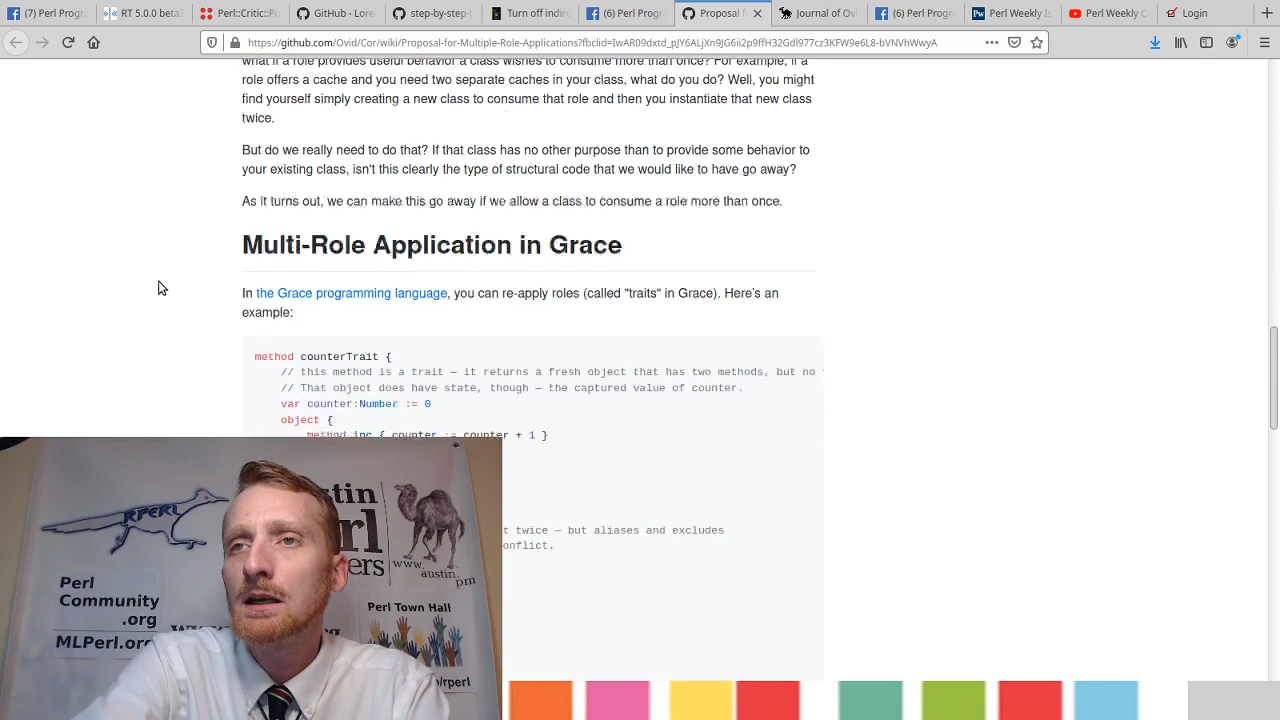 (7) Perl Progr
RT 5.0.0 beta
Perl::Critic::Po
GitHub - Lore
step-by-step-
Turn off indire
(6) Perl Progr
Proposal f
Journal of Ovi
(6) Perl Progr
Perl Weekly Is
Perl Weekly C
Login
https://github.com/Ovid/Cor/wiki/Proposal-for-Multiple-Role-Applications?fbclid=IwAR09dxtd_pJY6ALjXn9JG6ii2p9ffH32Gdl977cz3KFW9e6L8-bVNVhWwyA
what if a role provides useful behavior a class wishes to consume more than once? For example, if a
role offers a cache and you need two separate caches in your class, what do you do? Well, you might
find yourself simply creating a new class to consume that role and then you instantiate that new class
twice.
But do we really need to do that? If that class has no other purpose than to provide some behavior to
your existing class, isn't this clearly the type of structural code that we would like to have go away?
As it turns out, we can make this go away if we allow a class to consume a role more than once.
Multi-Role Application in Grace
In the Grace programming language, you can re-apply roles (called "traits" in Grace). Here's an
example:
method counterTrait {
// this method is a trait — it returns a fresh object that has two methods, but no
// That object does have state, though — the captured value of counter.
var counter:Number := 0
object {
method inc { counter := counter + 1 }
t twice — but aliases and excludes
onflict.
RPERL
stin
erl
ers
www.
austin.
pm
Perl
Community
.org
MLPerl.org
Perl Town Hall
/rperl